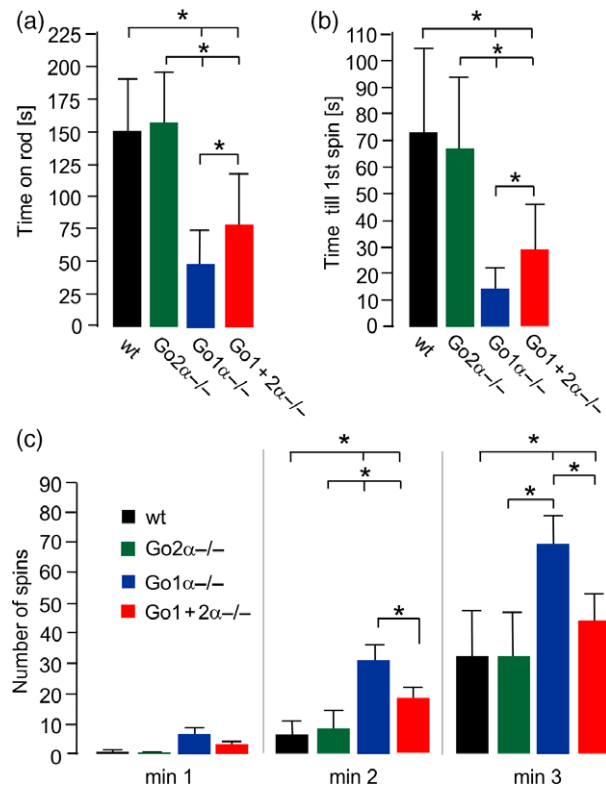 (a)
*
*
*
Time on rod [s]
225
200
175
150
125
100
75
50
25
0
wt
Go2α−/−
Go1α−/−
Go1+2α−/−
(b)
*
*
*
Time till 1st spin [s]
110
100
90
80
70
60
50
40
30
20
10
0
wt
Go2α−/−
Go1α−/−
Go1+2α−/−
(c)
*
*
*
*
*
*
Number of spins
90
80
70
60
50
40
30
20
10
0
wt
Go2α−/−
Go1α−/−
Go1+2α−/−
min 1
min 2
min 3